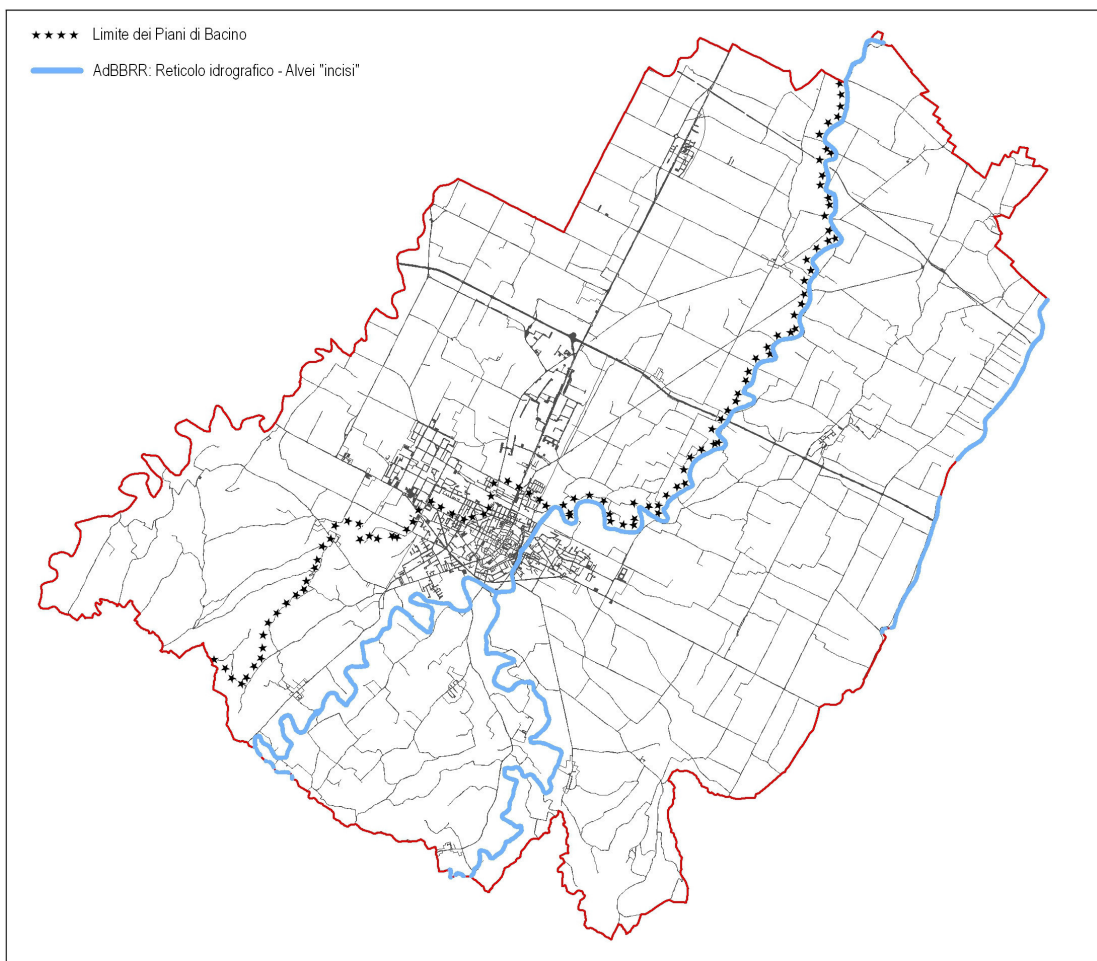 Limite dei Piani di Bacino
AdBBRR: Reticolo idrografico - Alvei "incisi"